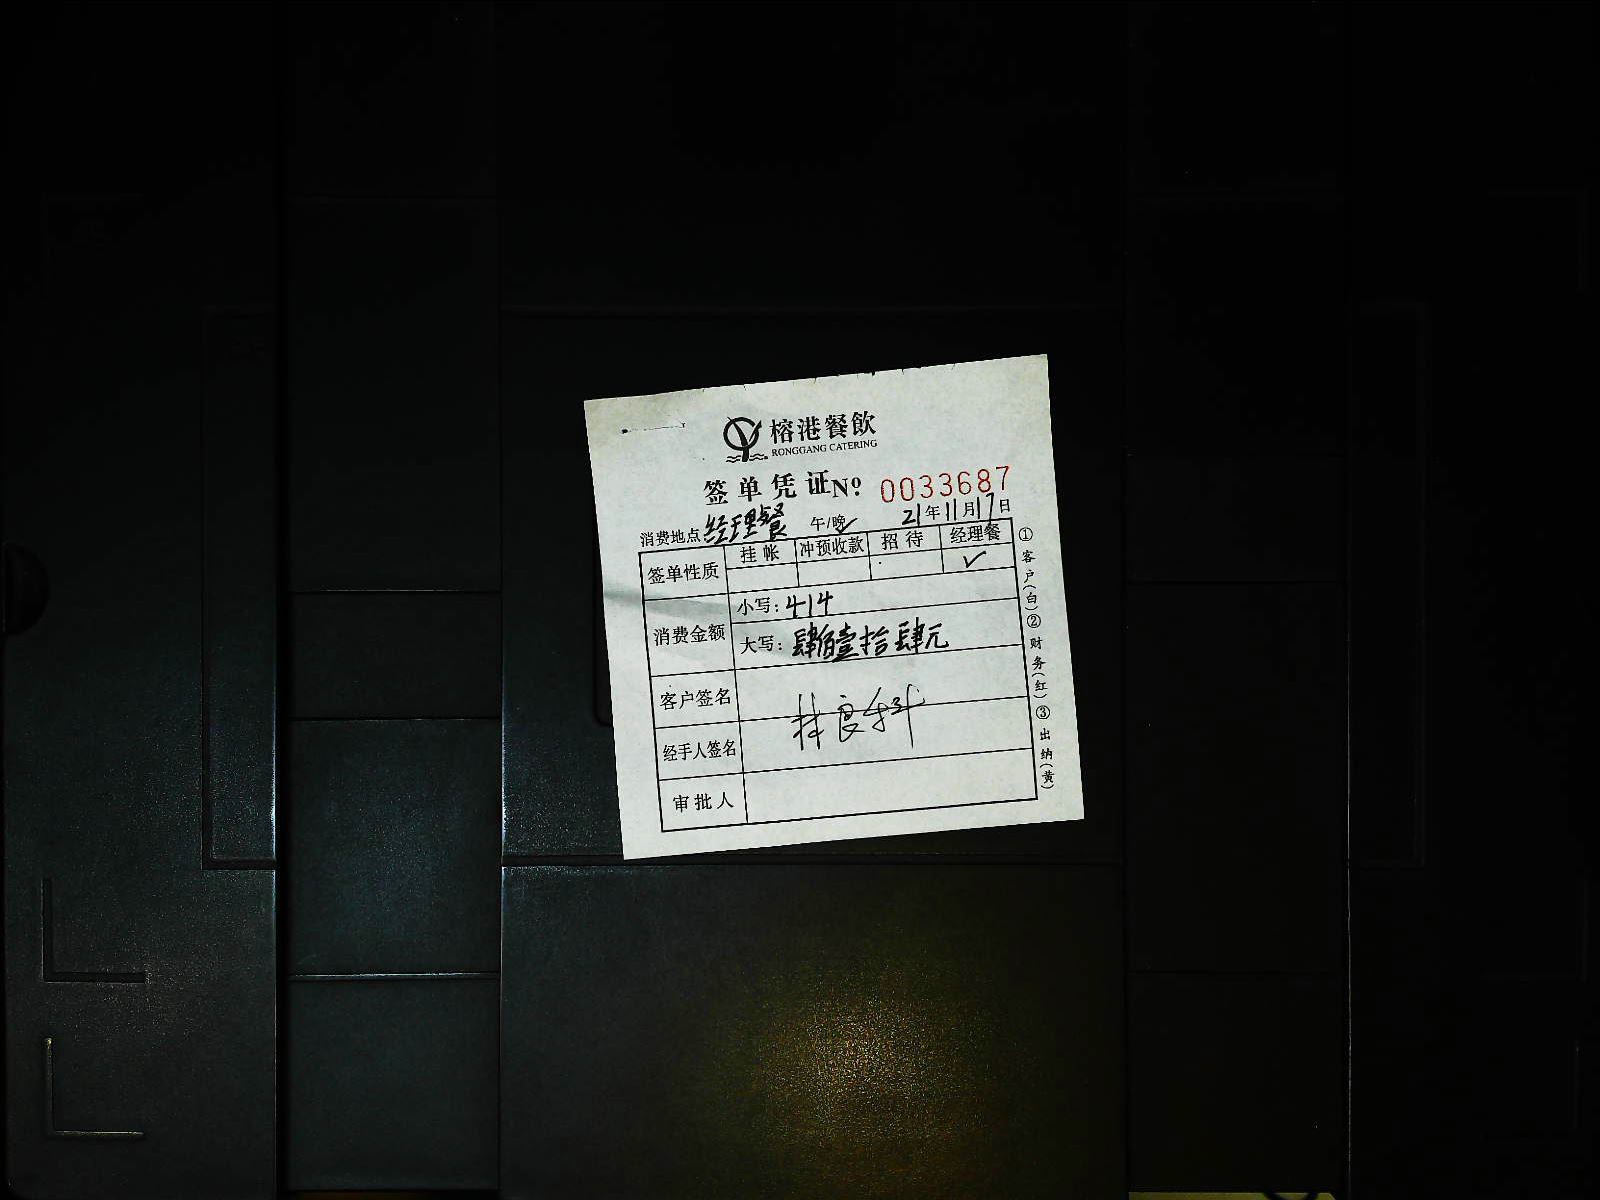 榕港餐飲
RONGGANG CATERING
签单凭证 Nº 0033687
消费地点 经理餐 午/晚✓ 21年11月17日
签单性质 挂帐 冲预收款 招待 经理餐
✓
消费金额 小写:414
大写:肆佰壹拾肆元
客户签名
经手人签名
审批人
①客户(白)②财务(红)③出纳(黄)